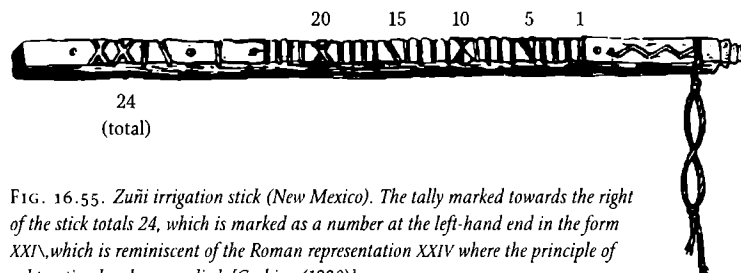 20 15 10 5 1
24
(total)
FIG. 16.55. Zuñi irrigation stick (New Mexico). The tally marked towards the right
of the stick totals 24, which is marked as a number at the left-hand end in the form
XXI\,which is reminiscent of the Roman representation XXIV where the principle of